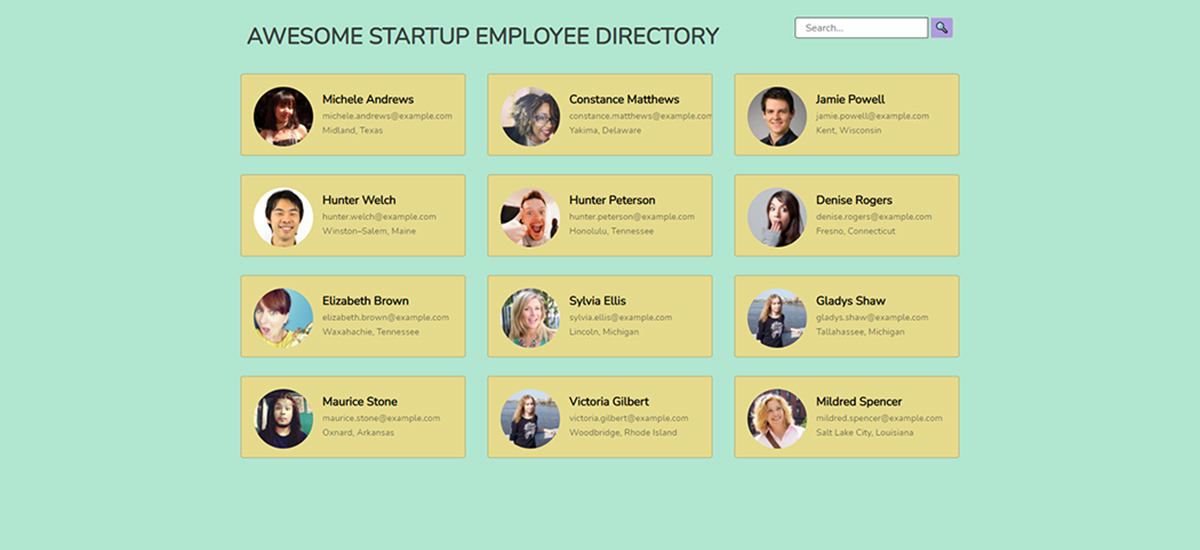 AWESOME STARTUP EMPLOYEE DIRECTORY
Search...
Michele Andrews
michele.andrews@example.com
Midland, Texas
Constance Matthews
constance.matthews@example.com
Yakima, Delaware
Jamie Powell
jamie.powell@example.com
Kent, Wisconsin
Hunter Welch
hunter.welch@example.com
Winston–Salem, Maine
Hunter Peterson
hunter.peterson@example.com
Honolulu, Tennessee
Denise Rogers
denise.rogers@example.com
Fresno, Connecticut
Elizabeth Brown
elizabeth.brown@example.com
Waxahachie, Tennessee
Sylvia Ellis
sylvia.ellis@example.com
Lincoln, Michigan
Gladys Shaw
gladys.shaw@example.com
Tallahassee, Michigan
Maurice Stone
maurice.stone@example.com
Oxnard, Arkansas
Victoria Gilbert
victoria.gilbert@example.com
Woodbridge, Rhode Island
Mildred Spencer
mildred.spencer@example.com
Salt Lake City, Louisiana